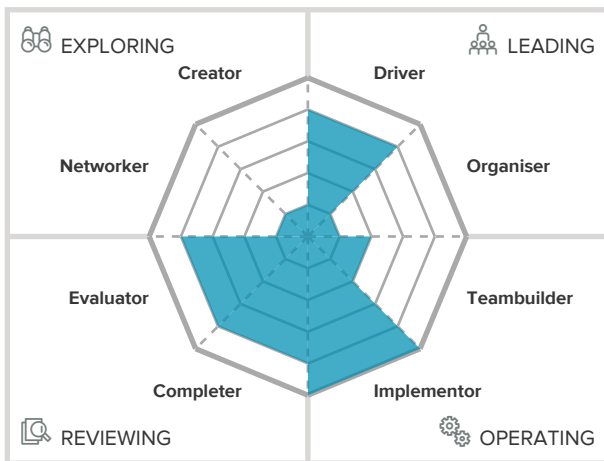 EXPLORING
LEADING
Creator
Driver
Networker
Organiser
Evaluator
Teambuilder
Completer
Implementor
REVIEWING
OPERATING